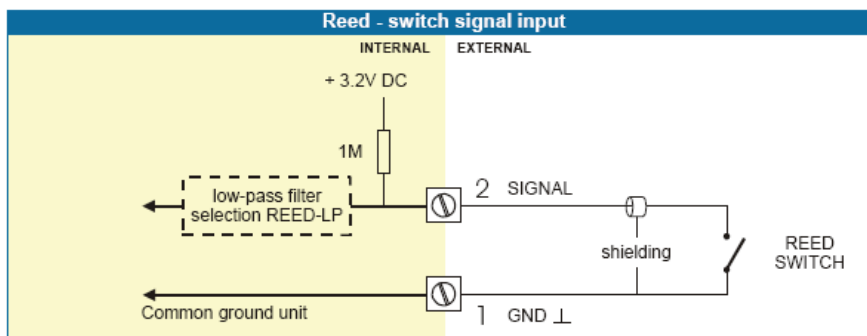 Reed - switch signal input
INTERNAL
EXTERNAL
+ 3.2V DC
1M
low-pass filter
selection REED-LP
2 SIGNAL
shielding
REED
SWITCH
Common ground unit
1 GND ⊥